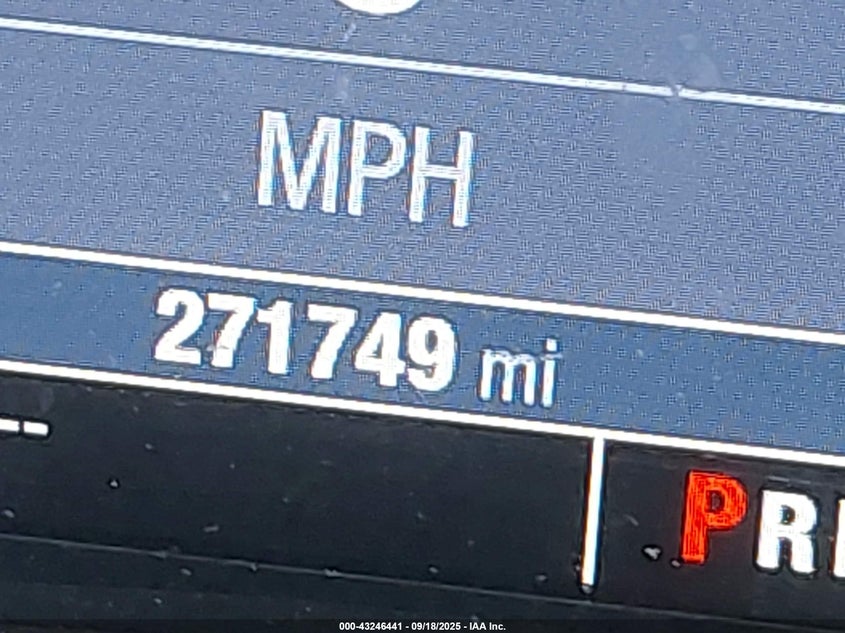 MPH
271749 mi
PR
000-43246441 - 09/18/2025 - IAA Inc.